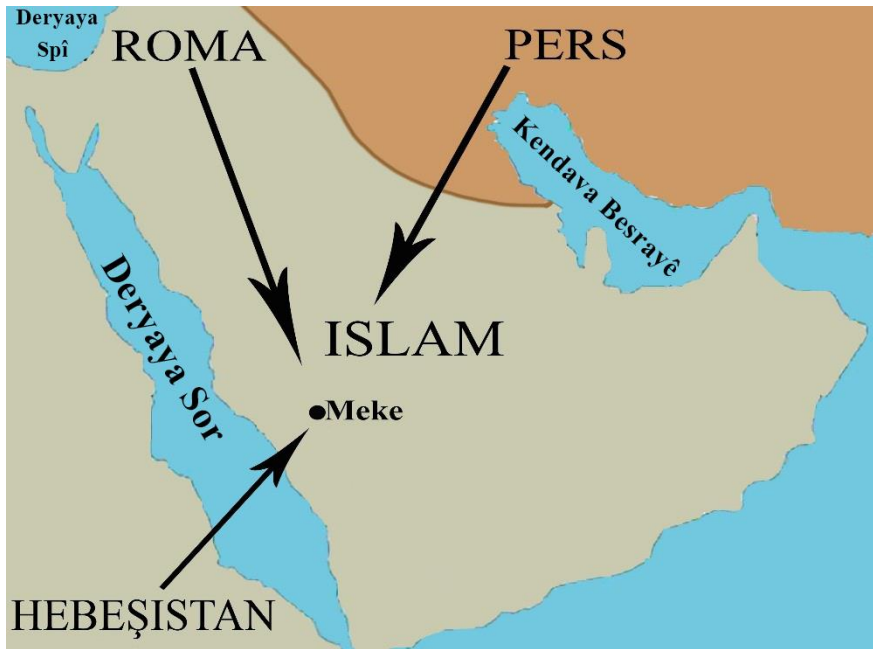 Deryaya
Spî
ROMA
PERS
Kendava Besrayê
Deryaya Sor
ISLAM
Meke
HEBEŞISTAN